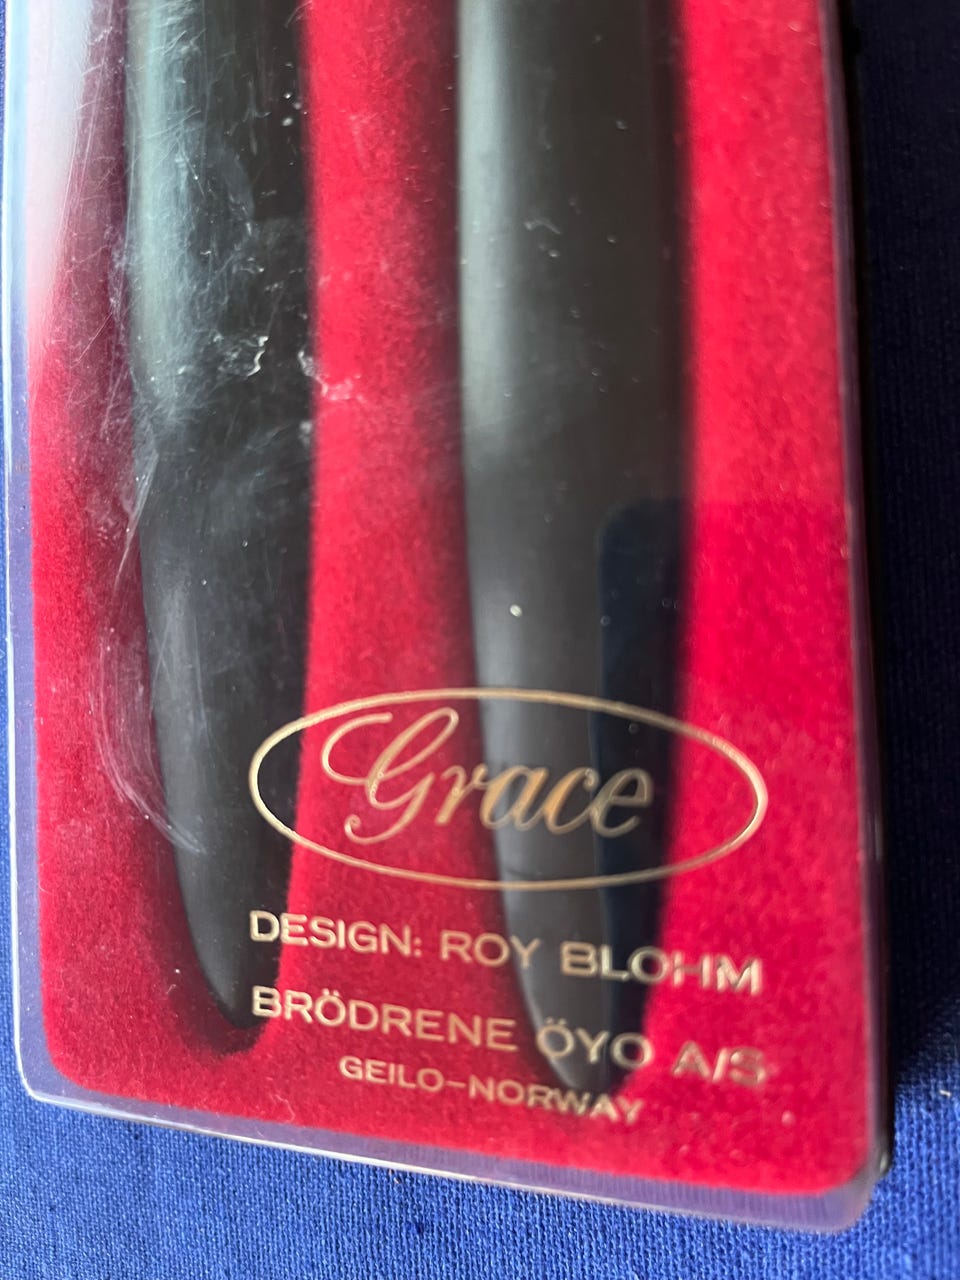 Grace
DESIGN: ROY BLOHM
BRÖDRENE ÖYO A/S
GEILO-NORWAY